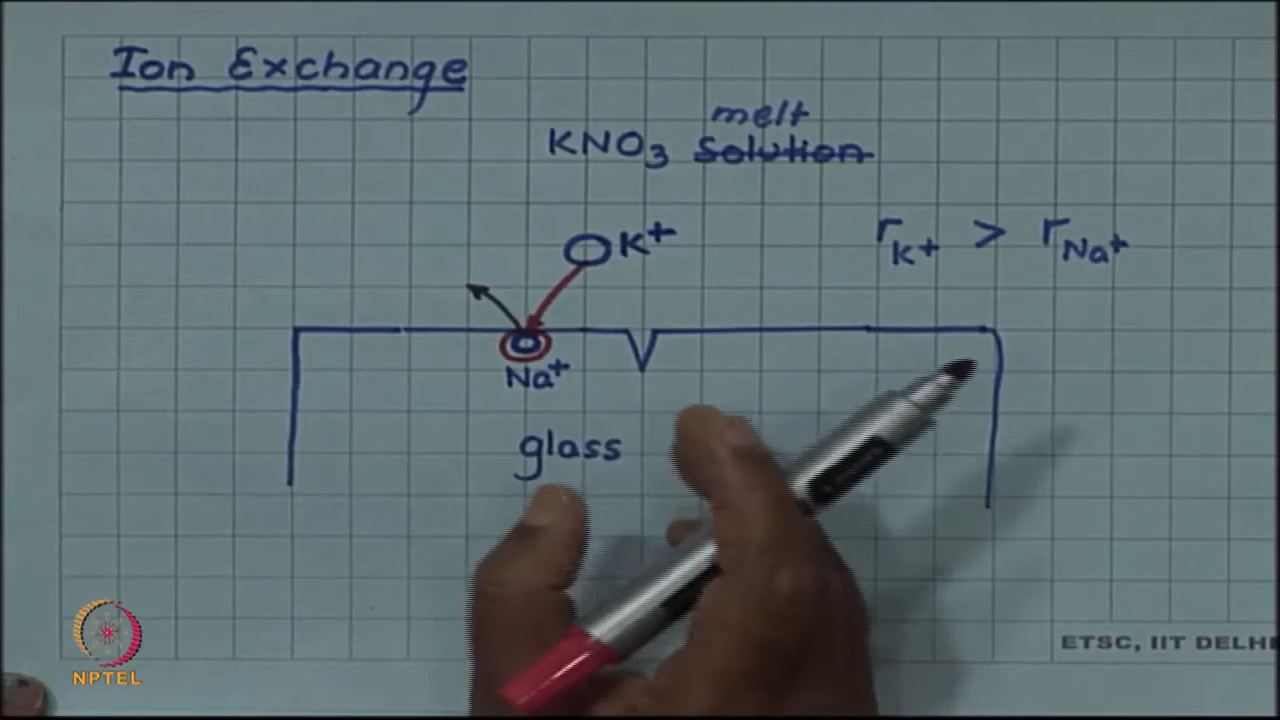 Ion Exchange
melt
KNO3 Solution
K+
rK+ > rNa+
Na+
glass
ETSC, IIT DELHI
NPTEL